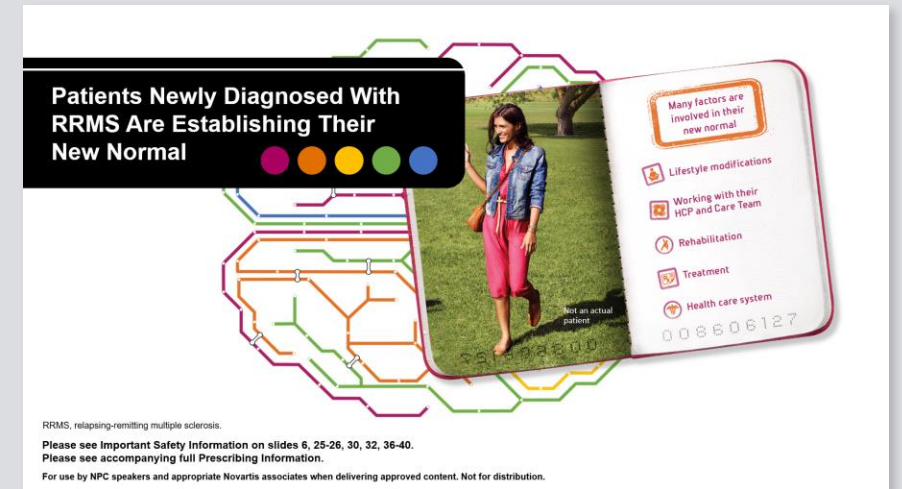 Patients Newly Diagnosed With
RRMS Are Establishing Their
New Normal
Many factors are
involved in their
new normal
Lifestyle modifications
Working with their
HCP and Care Team
Rehabilitation
Treatment
Health care system
008606127
Not an actual
patient
RRMS, relapsing-remitting multiple sclerosis.
Please see Important Safety Information on slides 6, 25-26, 30, 32, 36-40.
Please see accompanying full Prescribing Information.
For use by NPC speakers and appropriate Novartis associates when delivering approved content. Not for distribution.